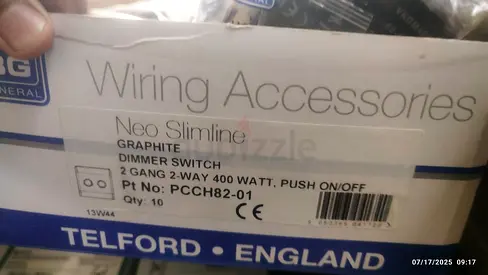 BG
GENERAL
Wiring Accessories
Neo Slimline
GRAPHITE
DIMMER SWITCH
2 GANG 2-WAY 400 WATT, PUSH ON/OFF
Pt No: PCCH82-01
Qty: 10
CE
13W44
TELFORD • ENGLAND
07/17/2025 09:17